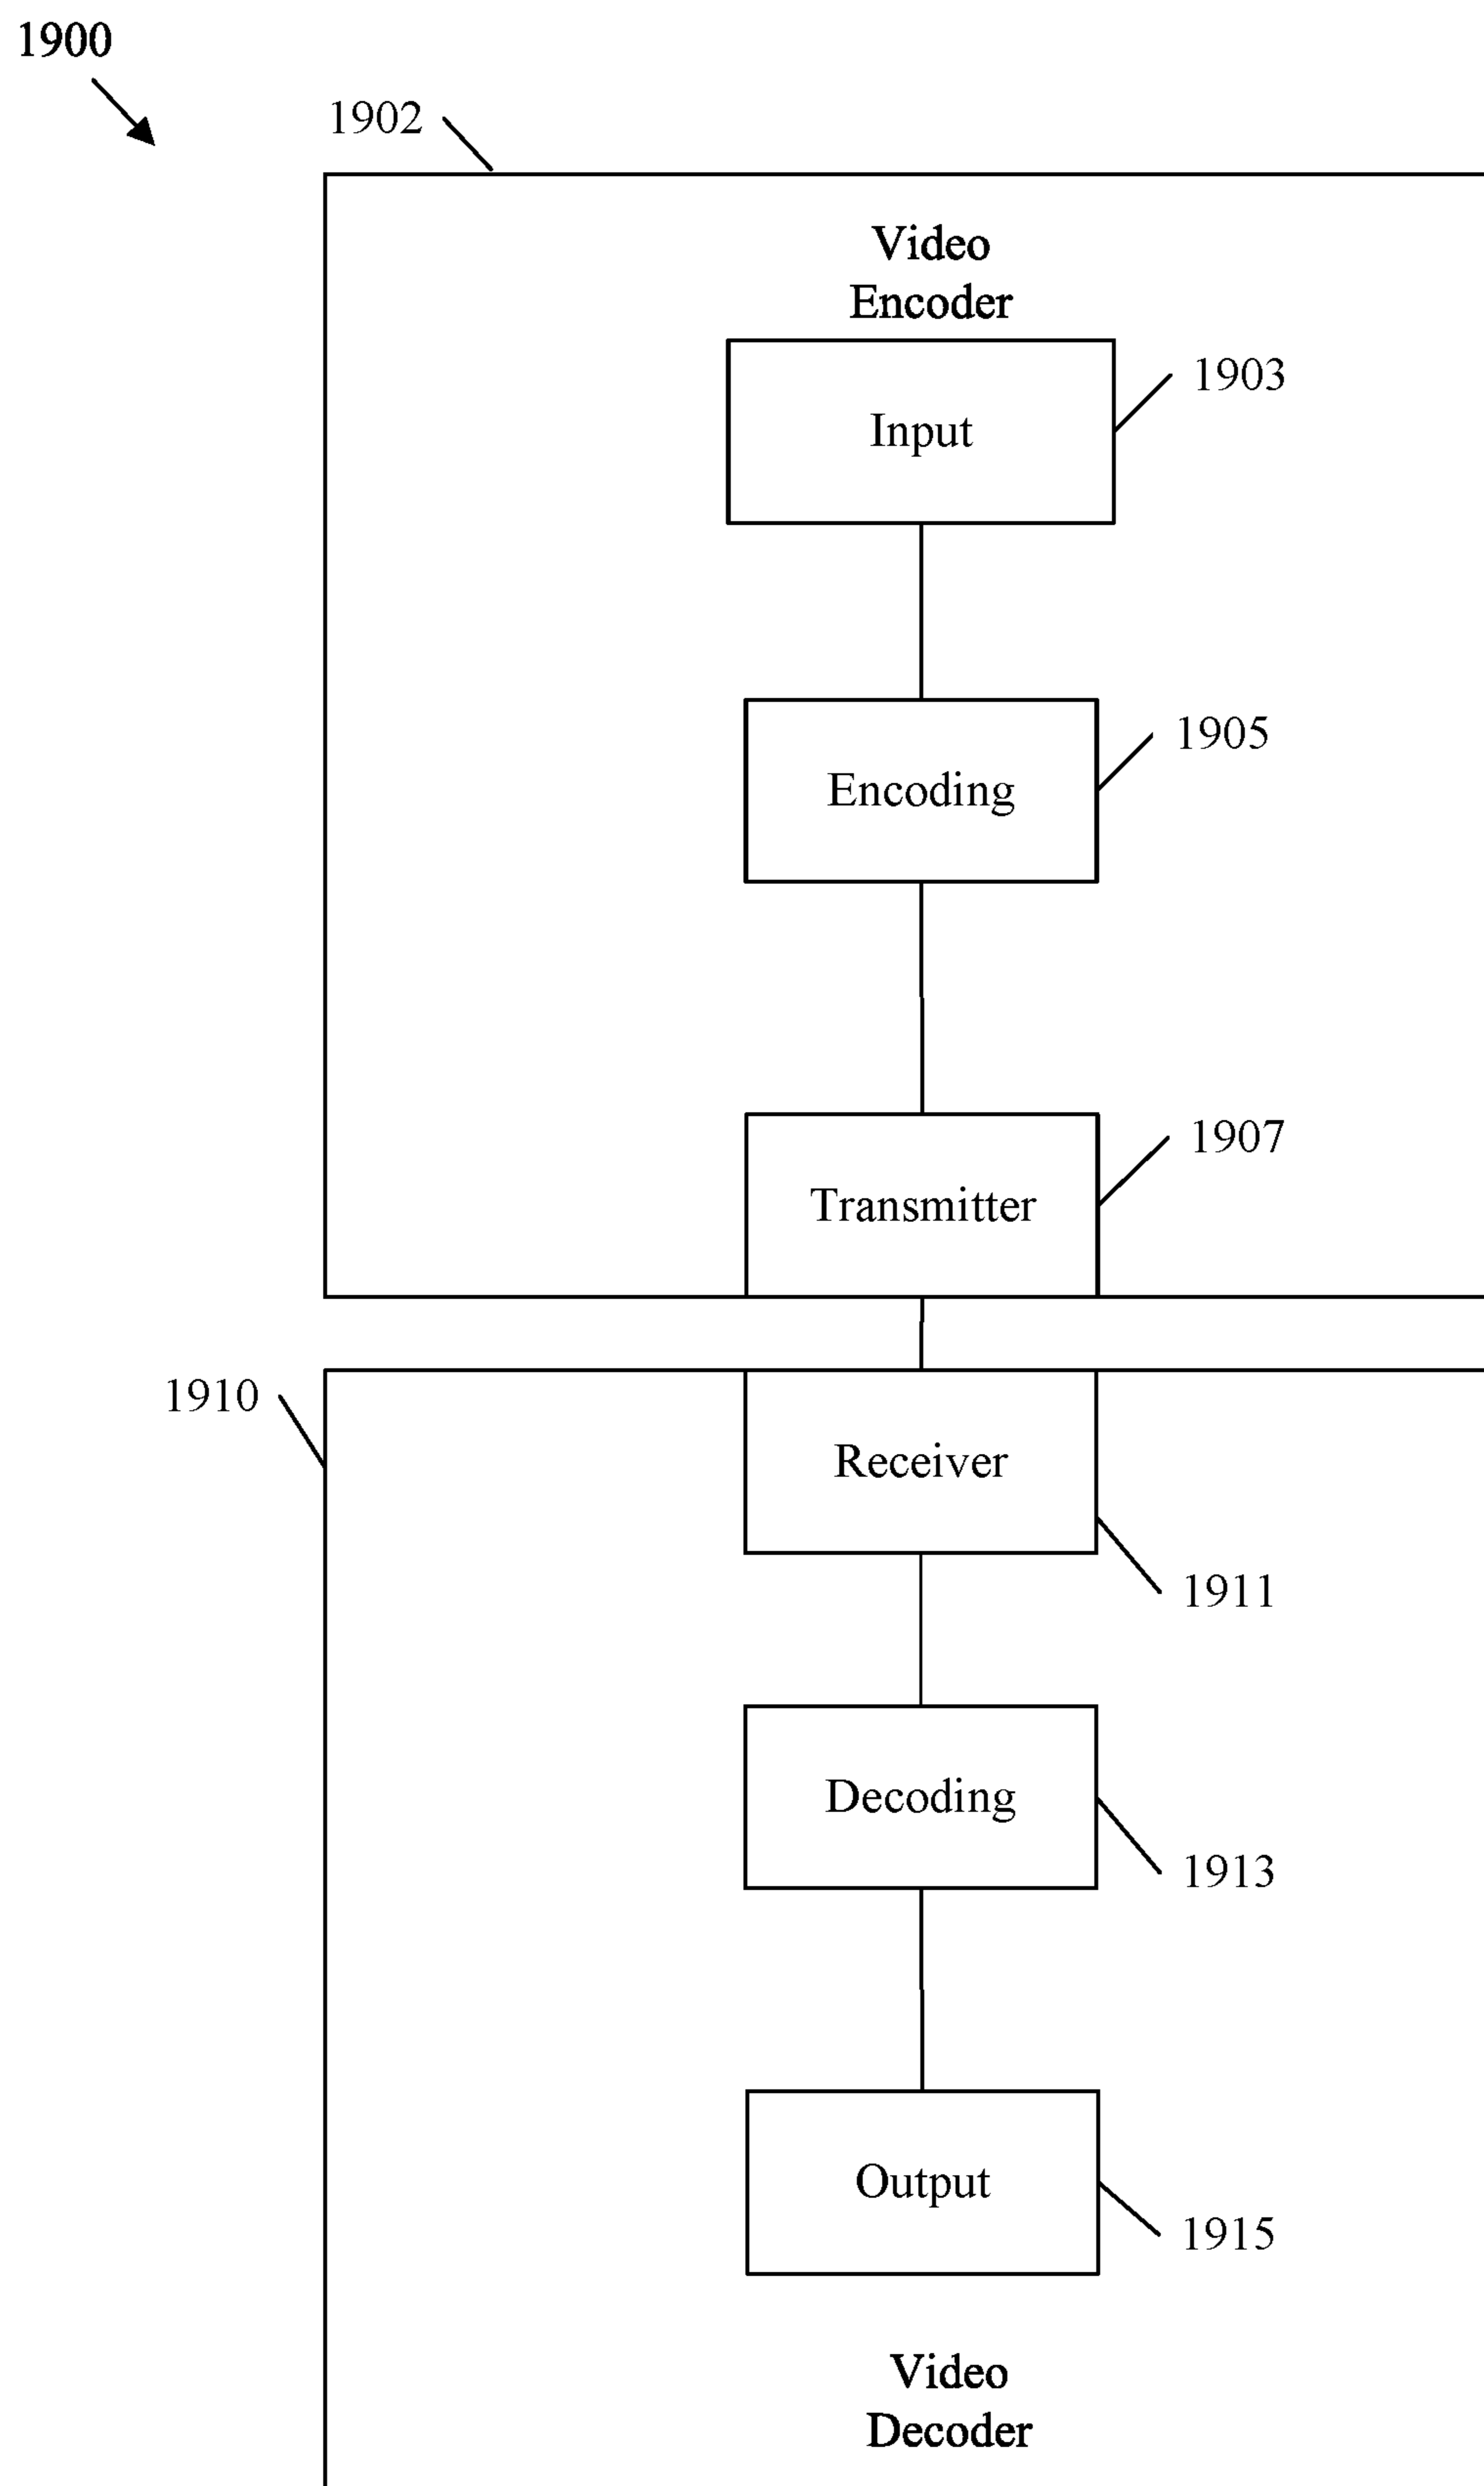 1900
1902
Video
Encoder
1903
Input
1905
Encoding
1907
Transmitter
1910
Receiver
1911
Decoding
1913
Output
1915
Video
Decoder